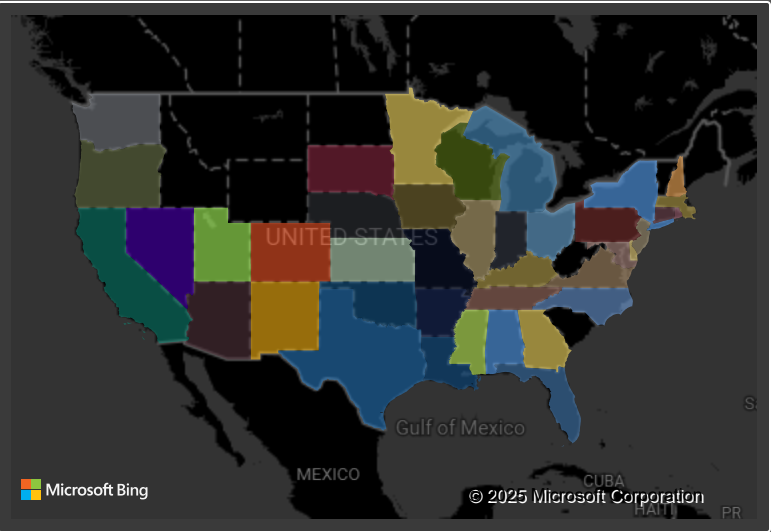 UNITED STATES
Gulf of Mexico
MEXICO
CUBA
HAITI
PR
Microsoft Bing
© 2025 Microsoft Corporation